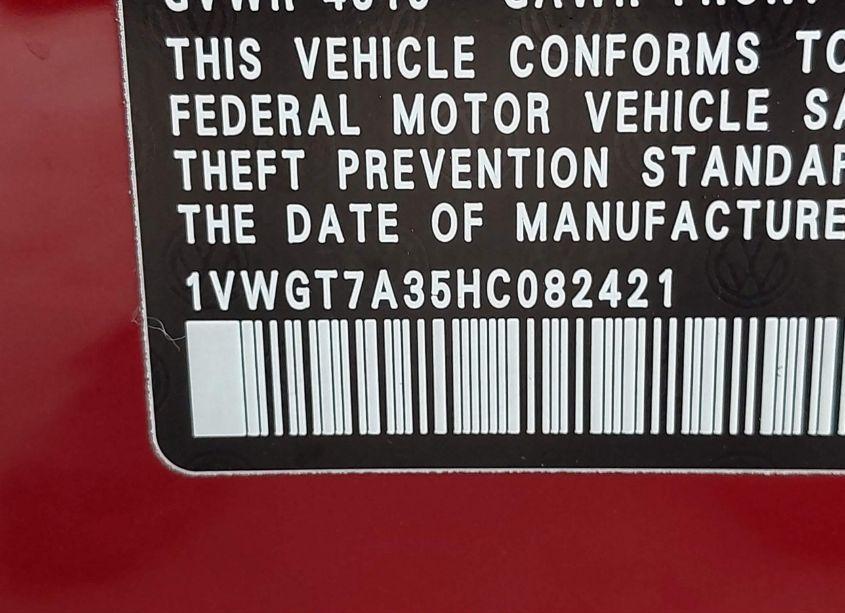 THIS VEHICLE CONFORMS TO
FEDERAL MOTOR VEHICLE SA
THEFT PREVENTION STANDAR
THE DATE OF MANUFACTURE
1VWGT7A35HC082421